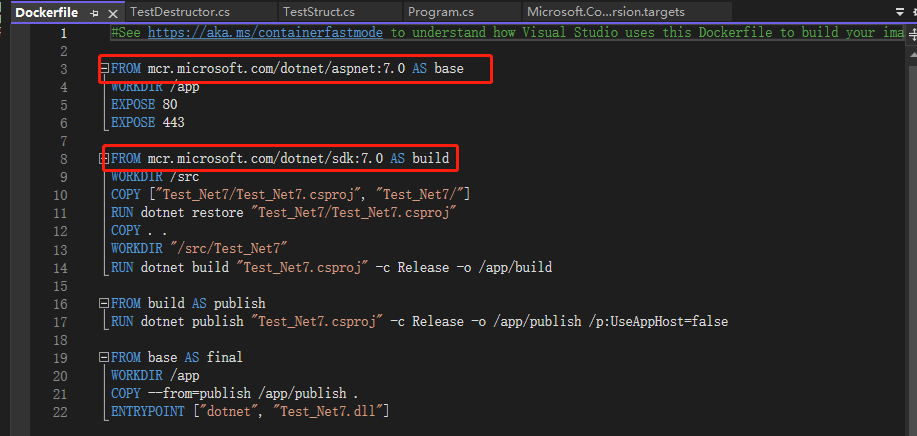 Dockerfile TestDestructor.cs TestStruct.cs Program.cs Microsoft.Co...rsion.targets
1 #See https://aka.ms/containerfastmode to understand how Visual Studio uses this Dockerfile to build your ima
2
3 FROM mcr.microsoft.com/dotnet/aspnet:7.0 AS base
4 WORKDIR /app
5 EXPOSE 80
6 EXPOSE 443
7
8 FROM mcr.microsoft.com/dotnet/sdk:7.0 AS build
9 WORKDIR /src
10 COPY ["Test_Net7/Test_Net7.csproj", "Test_Net7/"]
11 RUN dotnet restore "Test_Net7/Test_Net7.csproj"
12 COPY . .
13 WORKDIR "/src/Test_Net7"
14 RUN dotnet build "Test_Net7.csproj" -c Release -o /app/build
15
16 FROM build AS publish
17 RUN dotnet publish "Test_Net7.csproj" -c Release -o /app/publish /p:UseAppHost=false
18
19 FROM base AS final
20 WORKDIR /app
21 COPY --from=publish /app/publish .
22 ENTRYPOINT ["dotnet", "Test_Net7.dll"]